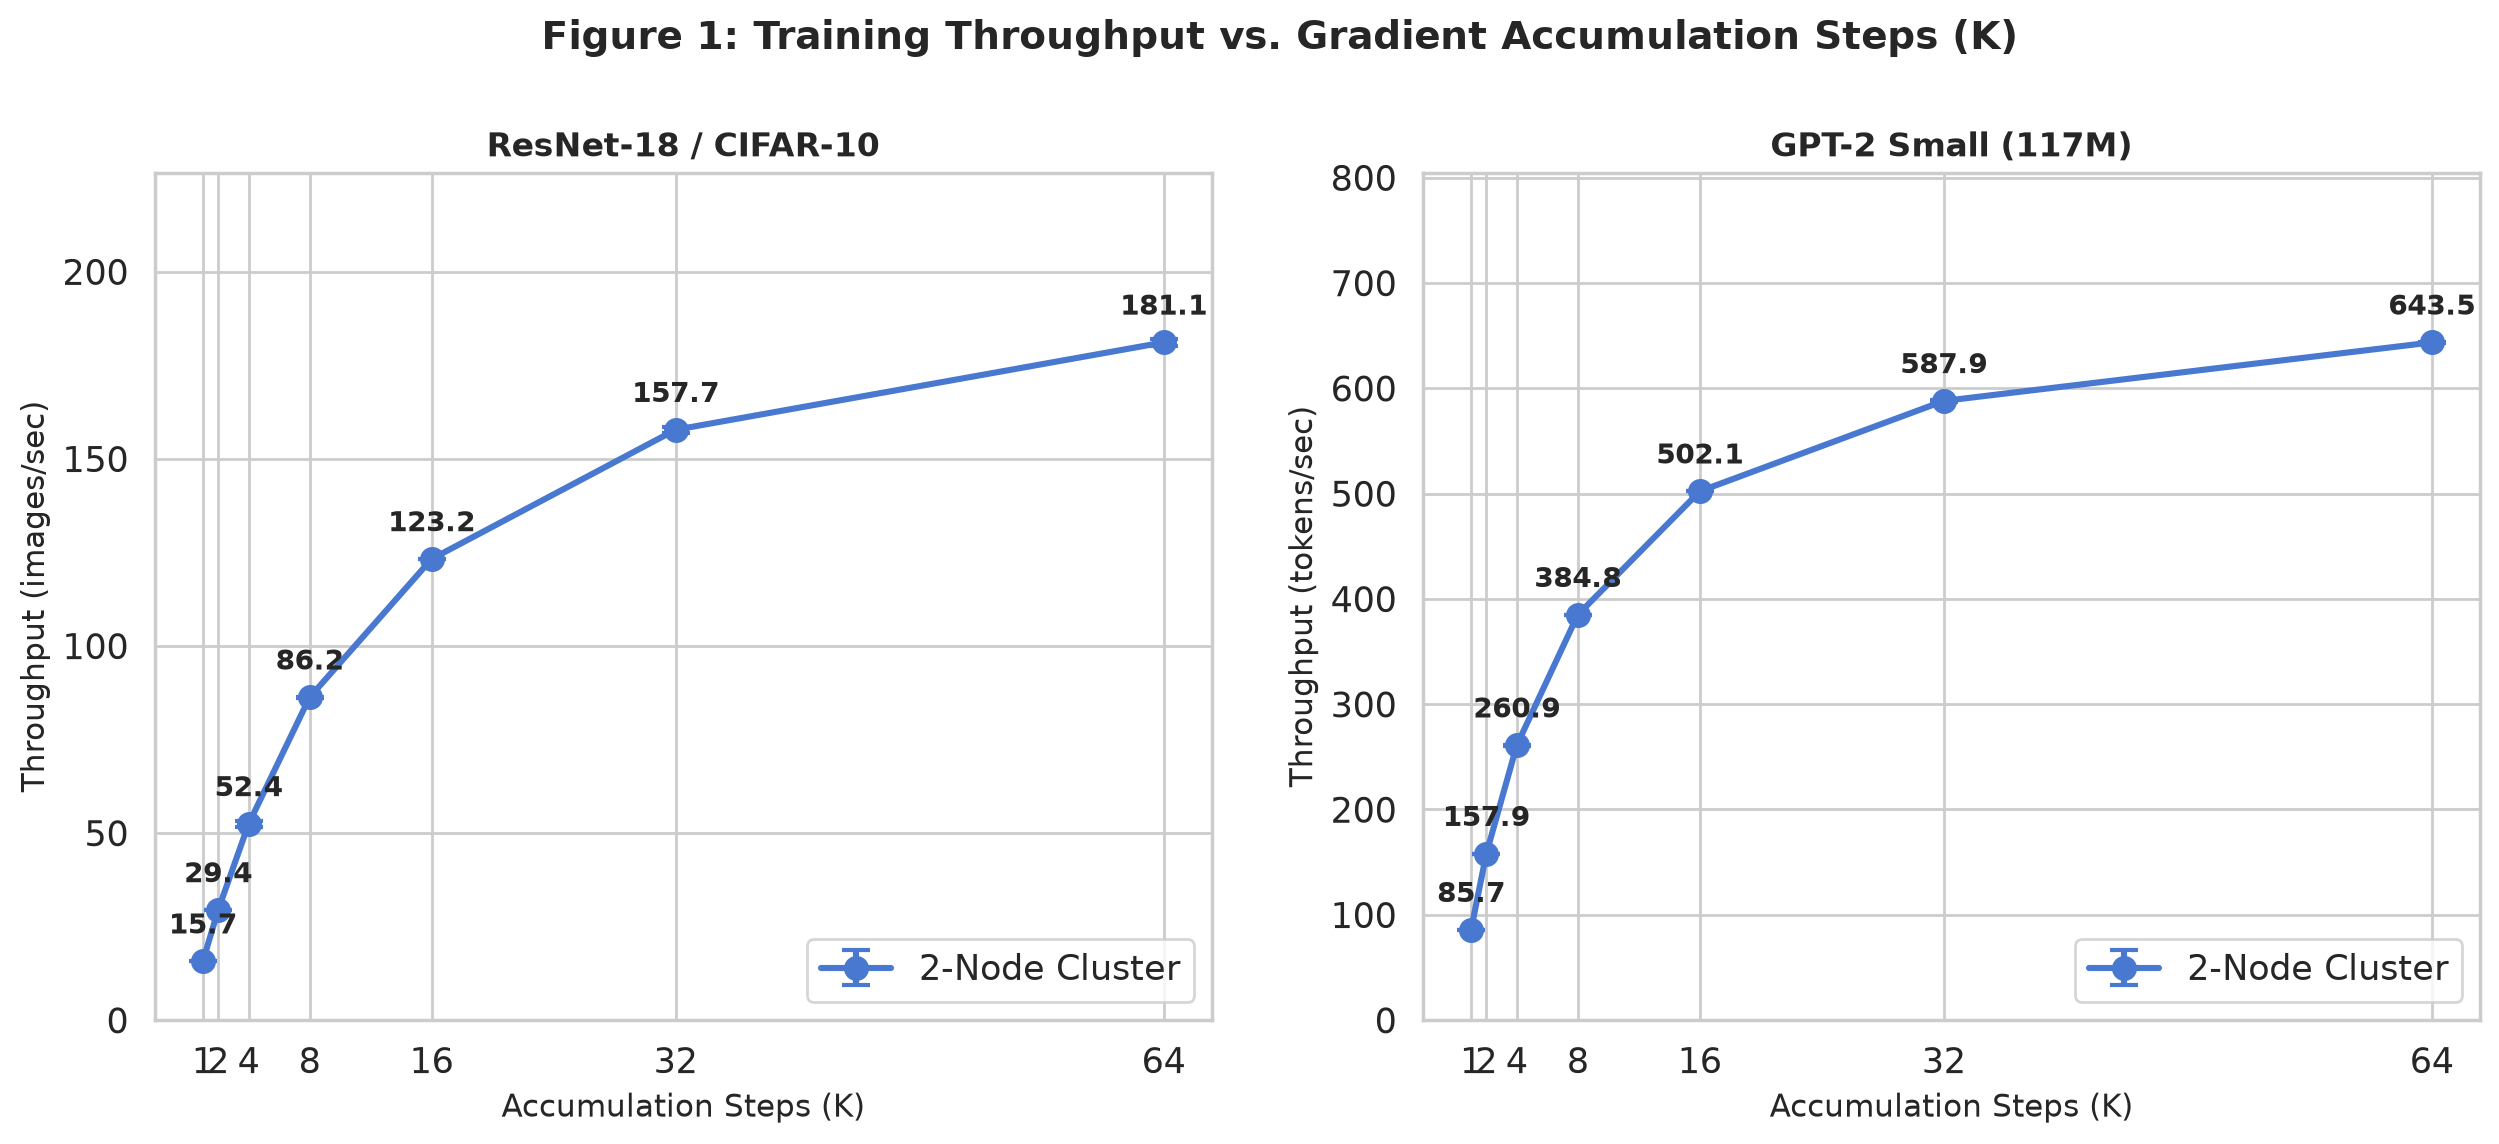 Figure 1: Training Throughput vs. Gradient Accumulation Steps (K)
ResNet-18 / CIFAR-10
Throughput (images/sec)
200
150
100
50
0
181.1
157.7
123.2
86.2
52.4
29.4
15.7
2-Node Cluster
1 2 4 8 16 32 64
Accumulation Steps (K)
GPT-2 Small (117M)
Throughput (tokens/sec)
800
700
600
500
400
300
200
100
0
643.5
587.9
502.1
384.8
260.9
157.9
85.7
2-Node Cluster
1 2 4 8 16 32 64
Accumulation Steps (K)